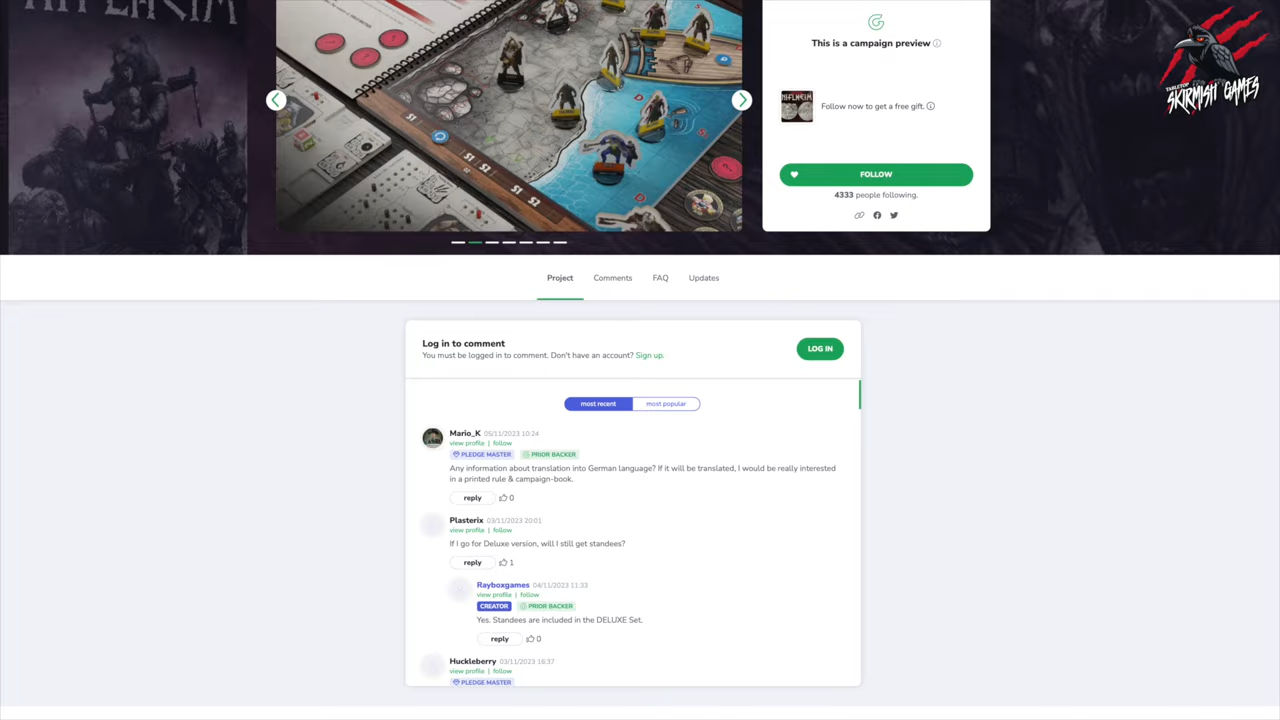 This is a campaign preview
TABLETOP
SKIRMISH GAMES
NIFLHEIM
Follow now to get a free gift.
FOLLOW
4333 people following.
S1
S1
S1
S1
Project Comments FAQ Updates
Log in to comment
You must be logged in to comment. Don't have an account? Sign up.
LOG IN
most recent most popular
Mario_K 05/11/2023 10:24
view profile | follow
PLEDGE MASTER PRIOR BACKER
Any information about translation into German language? If it will be translated, I would be really interested
in a printed rule & campaign-book.
reply 0
Plasterix 03/11/2023 20:01
view profile | follow
If I go for Deluxe version, will I still get standees?
reply 1
Rayboxgames 04/11/2023 11:33
view profile | follow
CREATOR PRIOR BACKER
Yes. Standees are included in the DELUXE Set.
reply 0
Huckleberry 03/11/2023 16:37
view profile | follow
PLEDGE MASTER